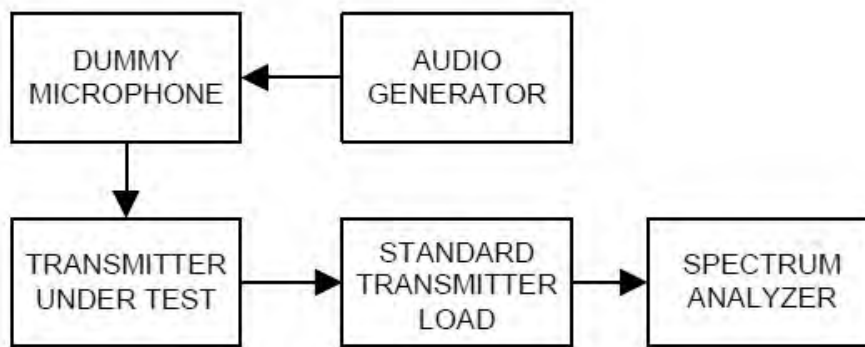 DUMMY
MICROPHONE
AUDIO
GENERATOR
TRANSMITTER
UNDER TEST
STANDARD
TRANSMITTER
LOAD
SPECTRUM
ANALYZER